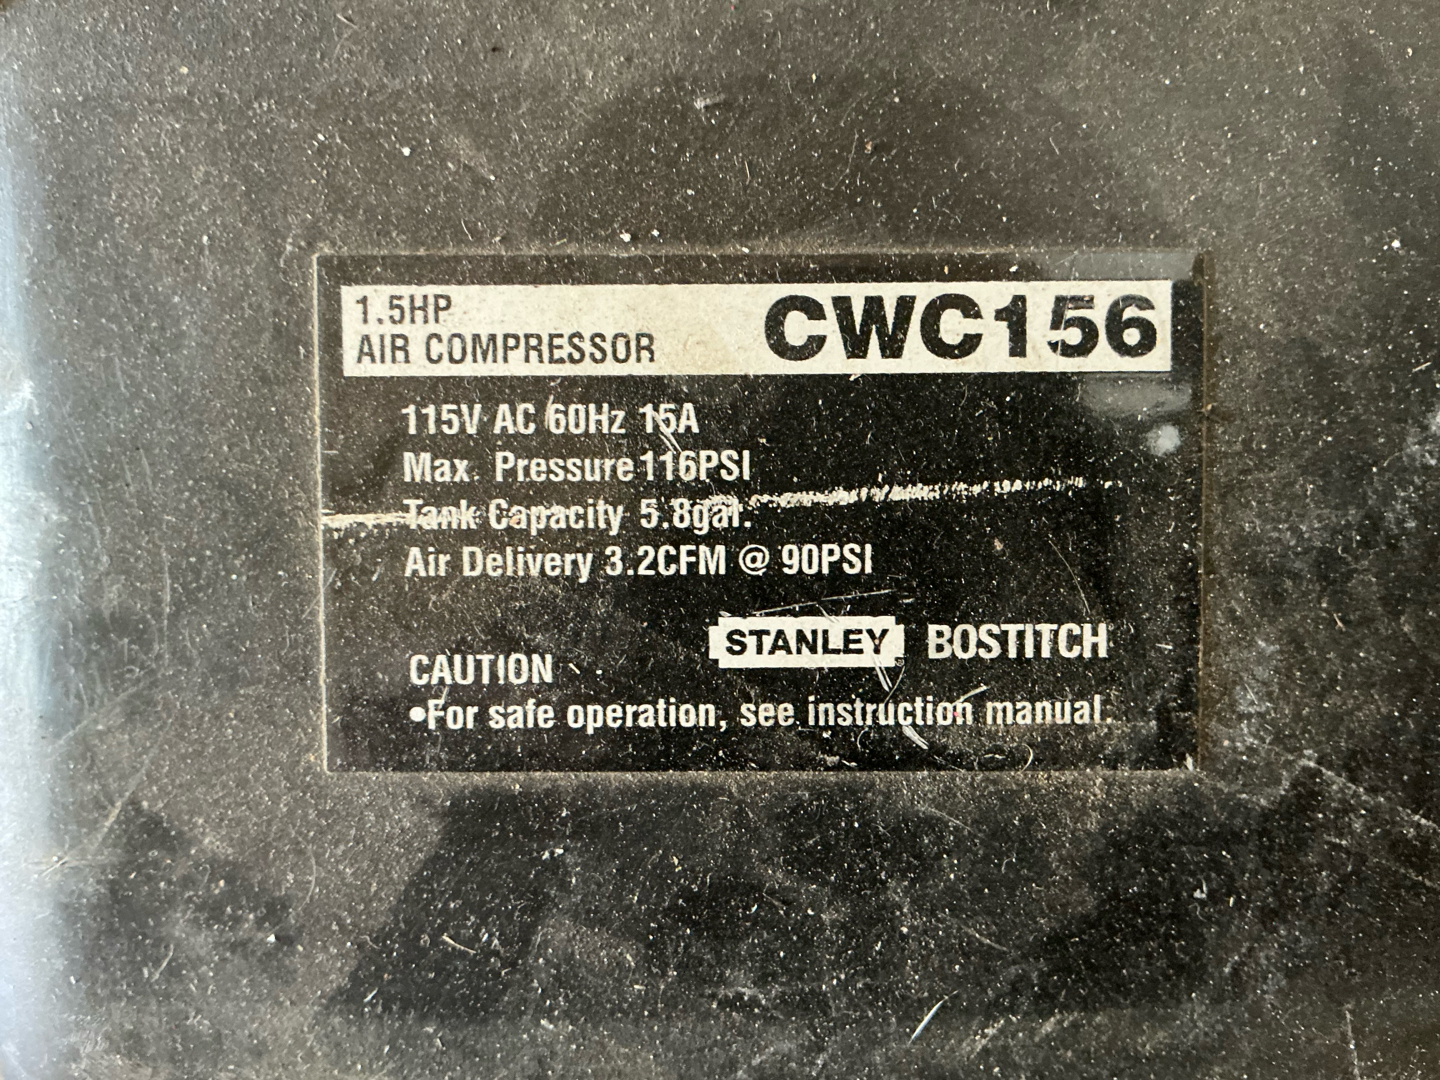 1.5HP
AIR COMPRESSOR
CWC156
115V AC 60Hz 15A
Max. Pressure 116PSI
Tank Capacity 5.8gal.
Air Delivery 3.2CFM @ 90PSI
STANLEY BOSTITCH
CAUTION
•For safe operation, see instruction manual.